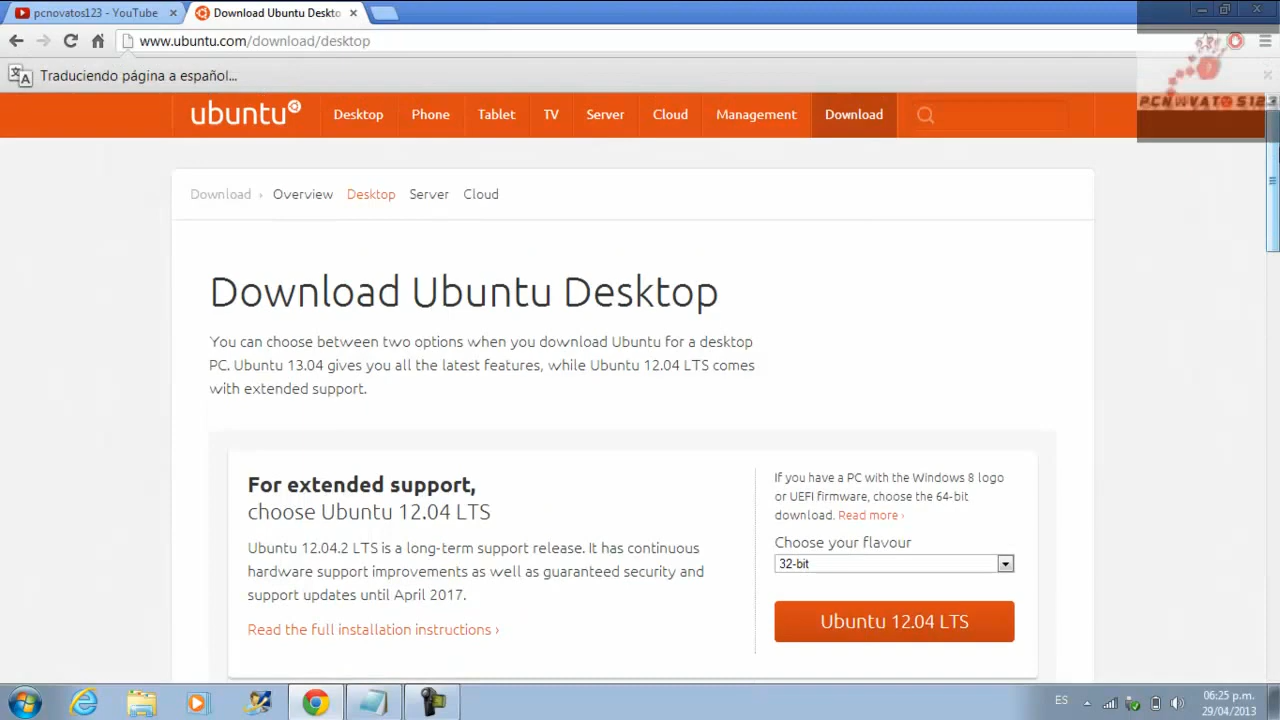 pcnovatos123 - YouTube
Download Ubuntu Deskto
www.ubuntu.com/download/desktop
Traduciendo página a español...
PCNOVATOS123
ubuntu
Desktop
Phone
Tablet
TV
Server
Cloud
Management
Download
Download › Overview Desktop Server Cloud
Download Ubuntu Desktop
You can choose between two options when you download Ubuntu for a desktop
PC. Ubuntu 13.04 gives you all the latest features, while Ubuntu 12.04 LTS comes
with extended support.
For extended support,
choose Ubuntu 12.04 LTS
Ubuntu 12.04.2 LTS is a long-term support release. It has continuous
hardware support improvements as well as guaranteed security and
support updates until April 2017.
Read the full installation instructions ›
If you have a PC with the Windows 8 logo
or UEFI firmware, choose the 64-bit
download. Read more ›
Choose your flavour
32-bit
Ubuntu 12.04 LTS
ES
06:25 p.m.
29/04/2013